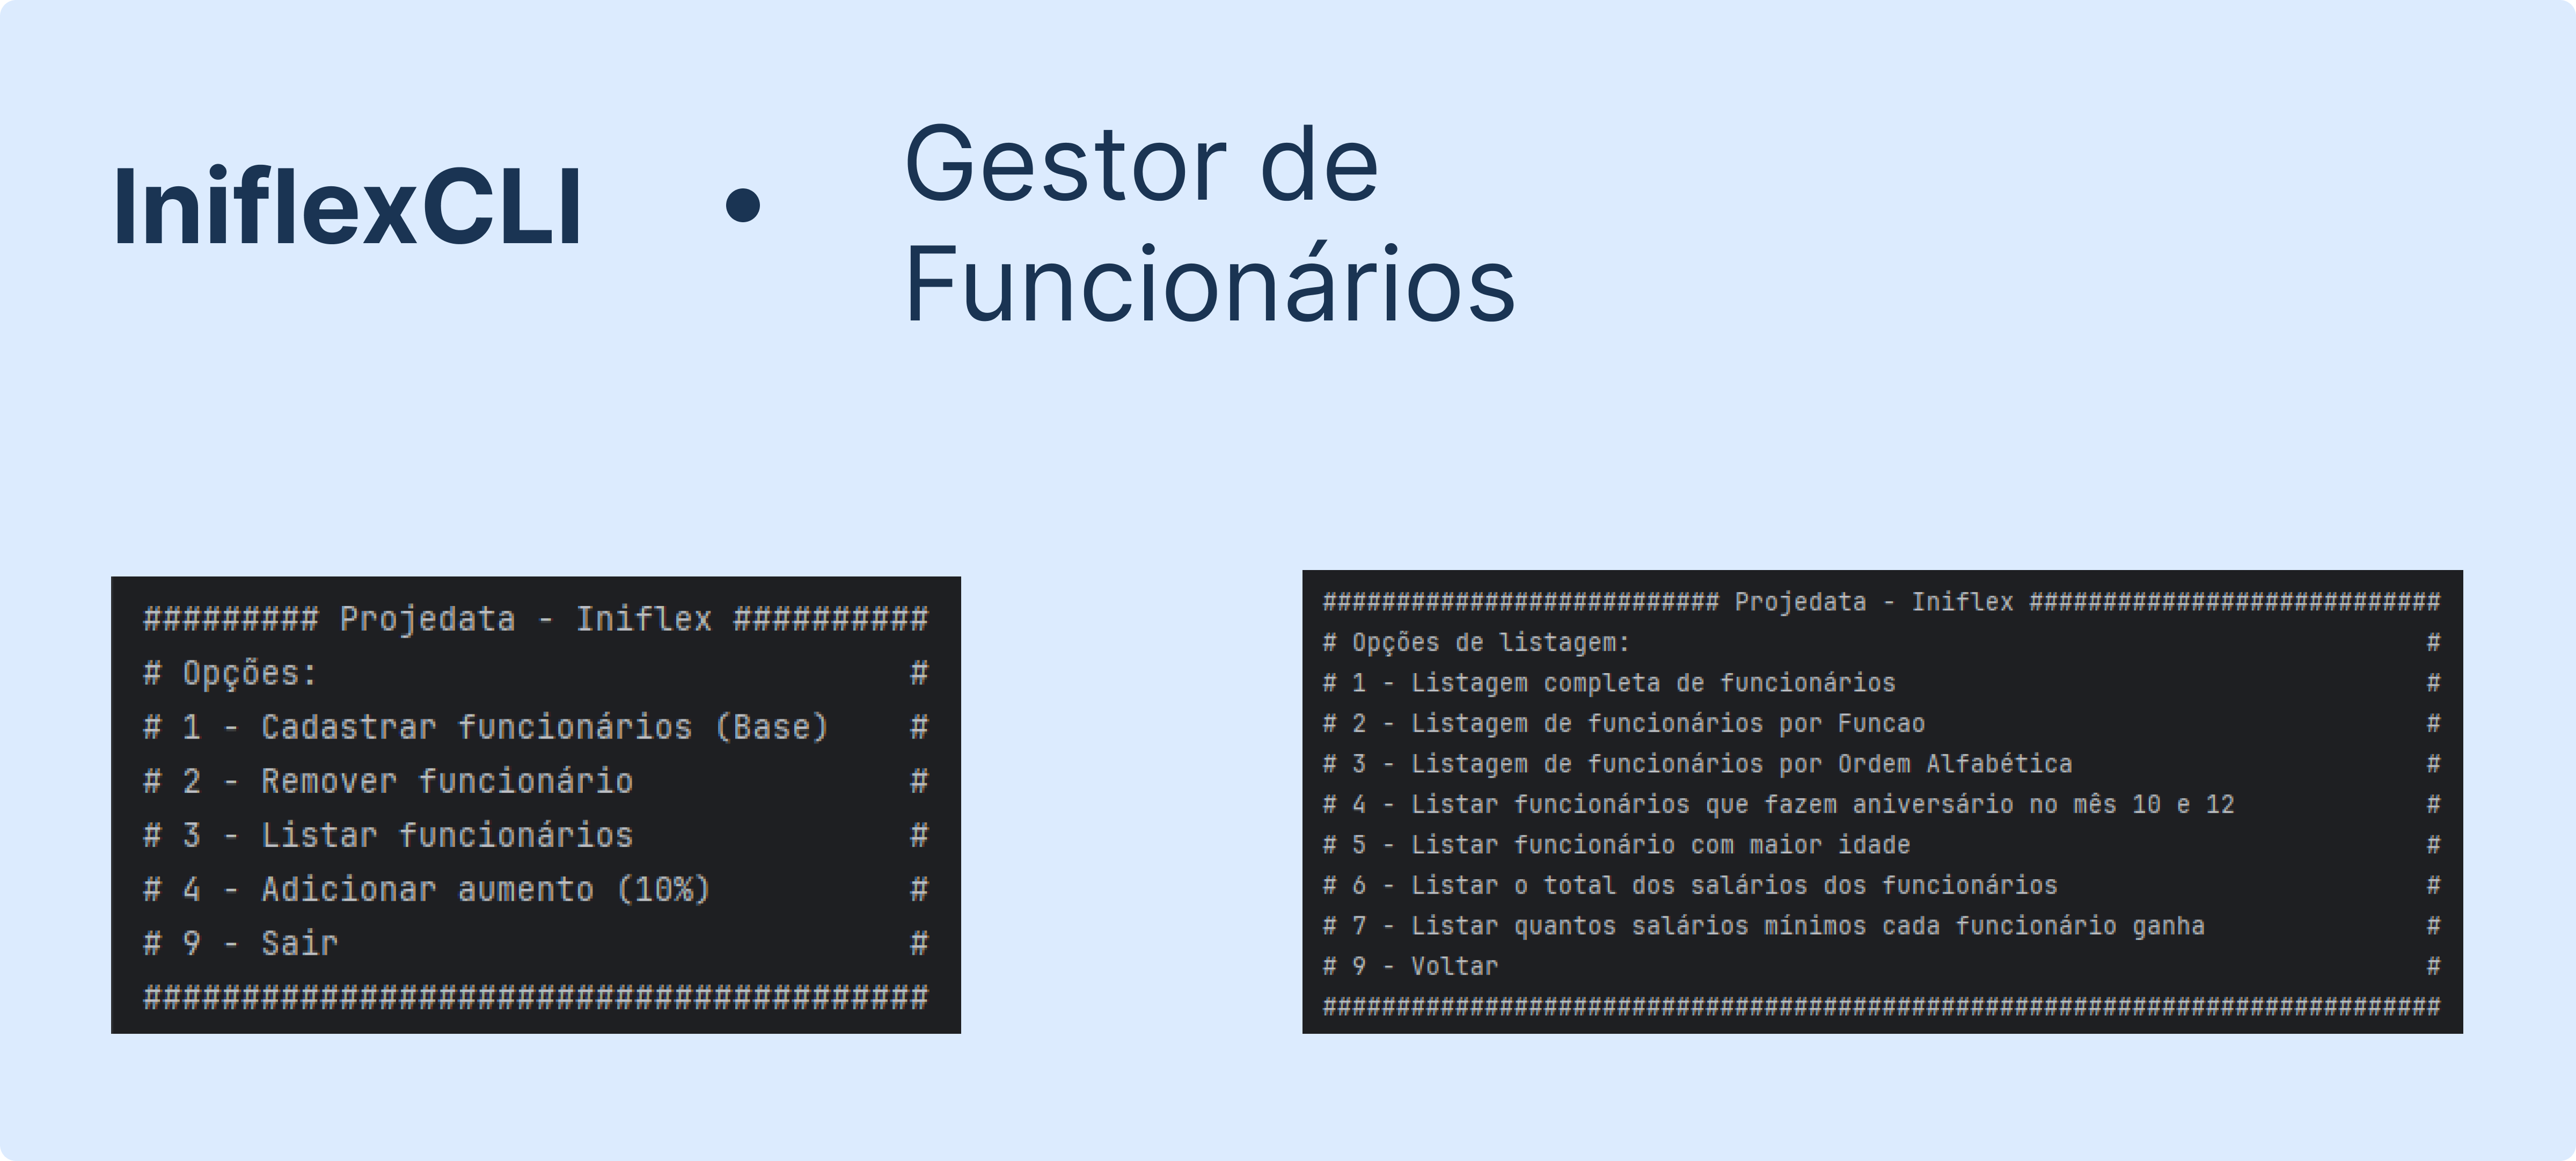 IniflexCLI • Gestor de
Funcionários
######### Projedata - Iniflex ##########
# Opções: #
# 1 - Cadastrar funcionários (Base) #
# 2 - Remover funcionário #
# 3 - Listar funcionários #
# 4 - Adicionar aumento (10%) #
# 9 - Sair #
########################################
########################### Projedata - Iniflex ############################
# Opções de listagem: #
# 1 - Listagem completa de funcionários #
# 2 - Listagem de funcionários por Funcao #
# 3 - Listagem de funcionários por Ordem Alfabética #
# 4 - Listar funcionários que fazem aniversário no mês 10 e 12 #
# 5 - Listar funcionário com maior idade #
# 6 - Listar o total dos salários dos funcionários #
# 7 - Listar quantos salários mínimos cada funcionário ganha #
# 9 - Voltar #
############################################################################